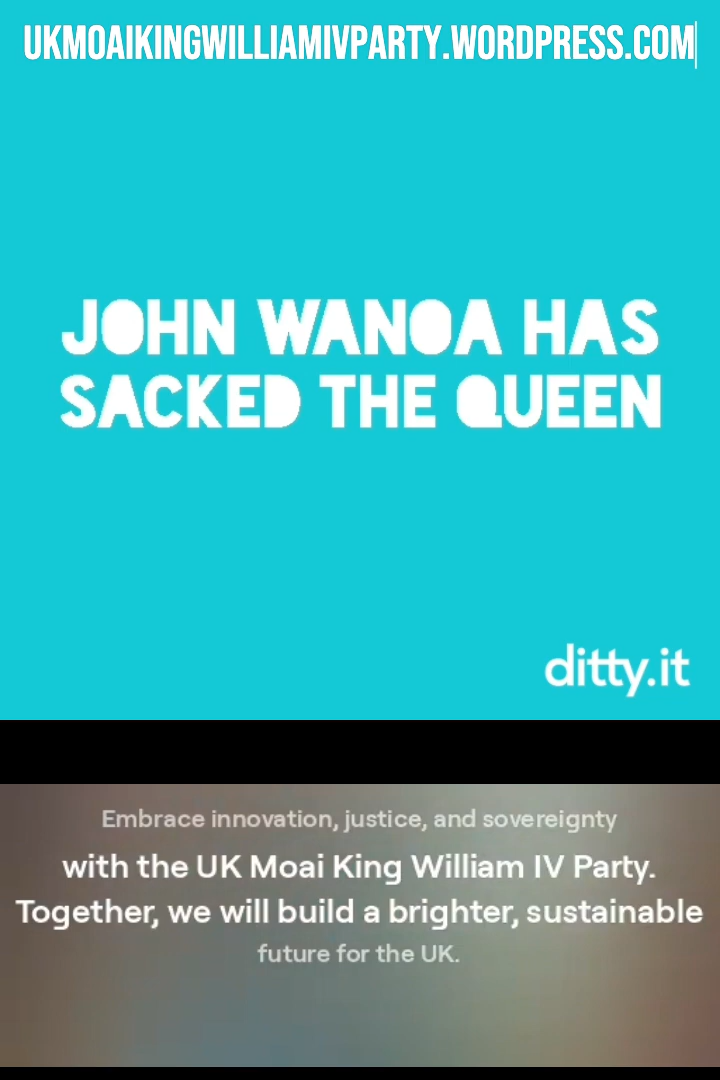 UKMOAIKINGWILLIAMIVPARTY.WORDPRESS.COM
JOHN WANOA HAS
SACKED THE QUEEN
ditty.it
Embrace innovation, justice, and sovereignty
with the UK Moai King William IV Party.
Together, we will build a brighter, sustainable
future for the UK.